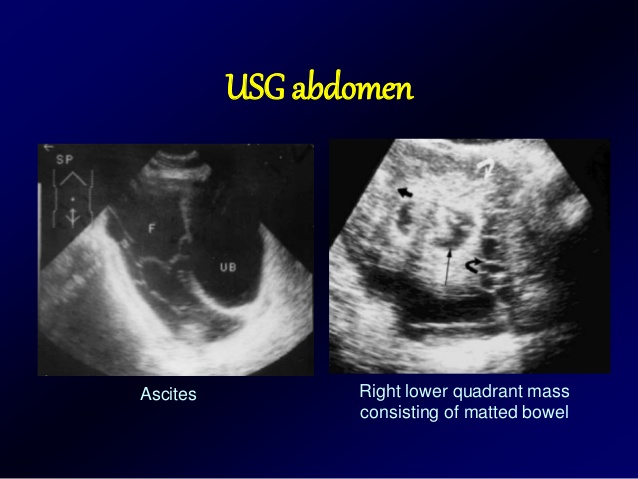 USG abdomen
SP
F
UB
Ascites
Right lower quadrant mass
consisting of matted bowel